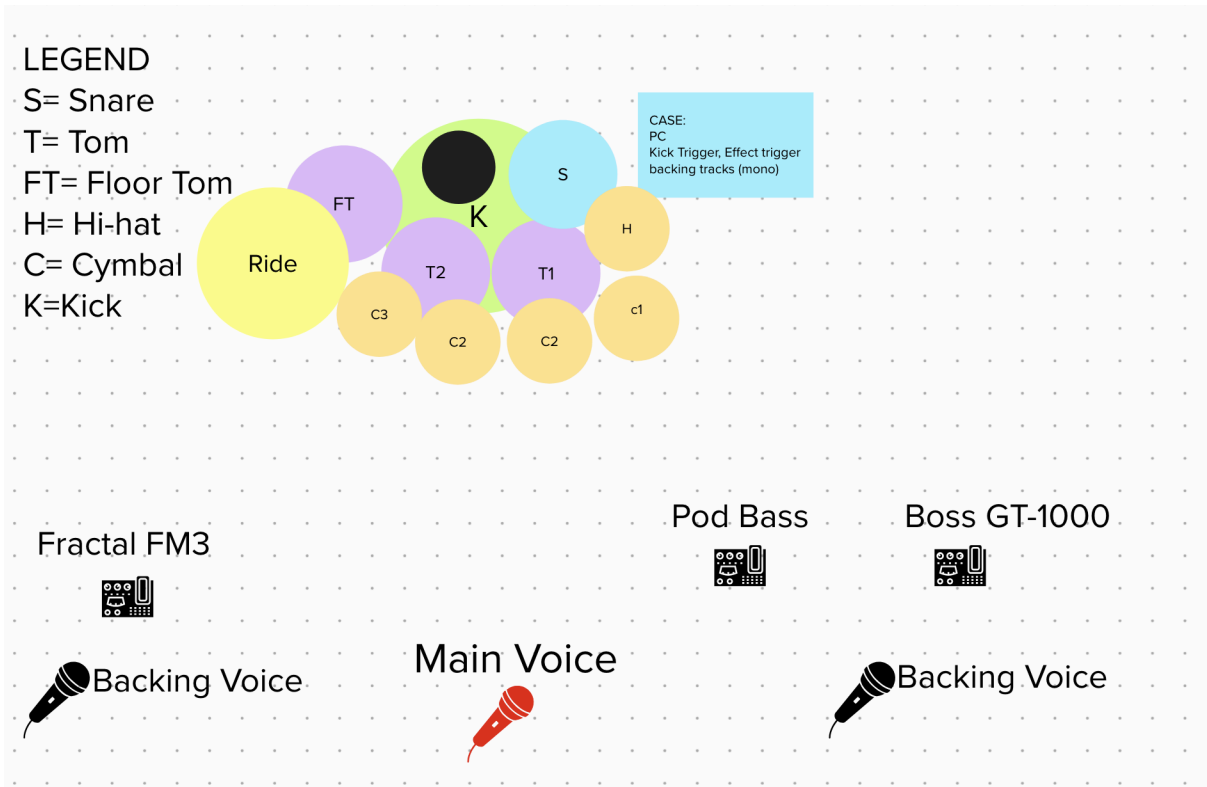 LEGEND
S= Snare
T= Tom
FT= Floor Tom
H= Hi-hat
C= Cymbal
K=Kick
CASE:
PC
Kick Trigger, Effect trigger
backing tracks (mono)
S
FT
K
H
Ride
T2
T1
C3
c1
C2
C2
Pod Bass
Boss GT-1000
Fractal FM3
Main Voice
Backing Voice
Backing Voice